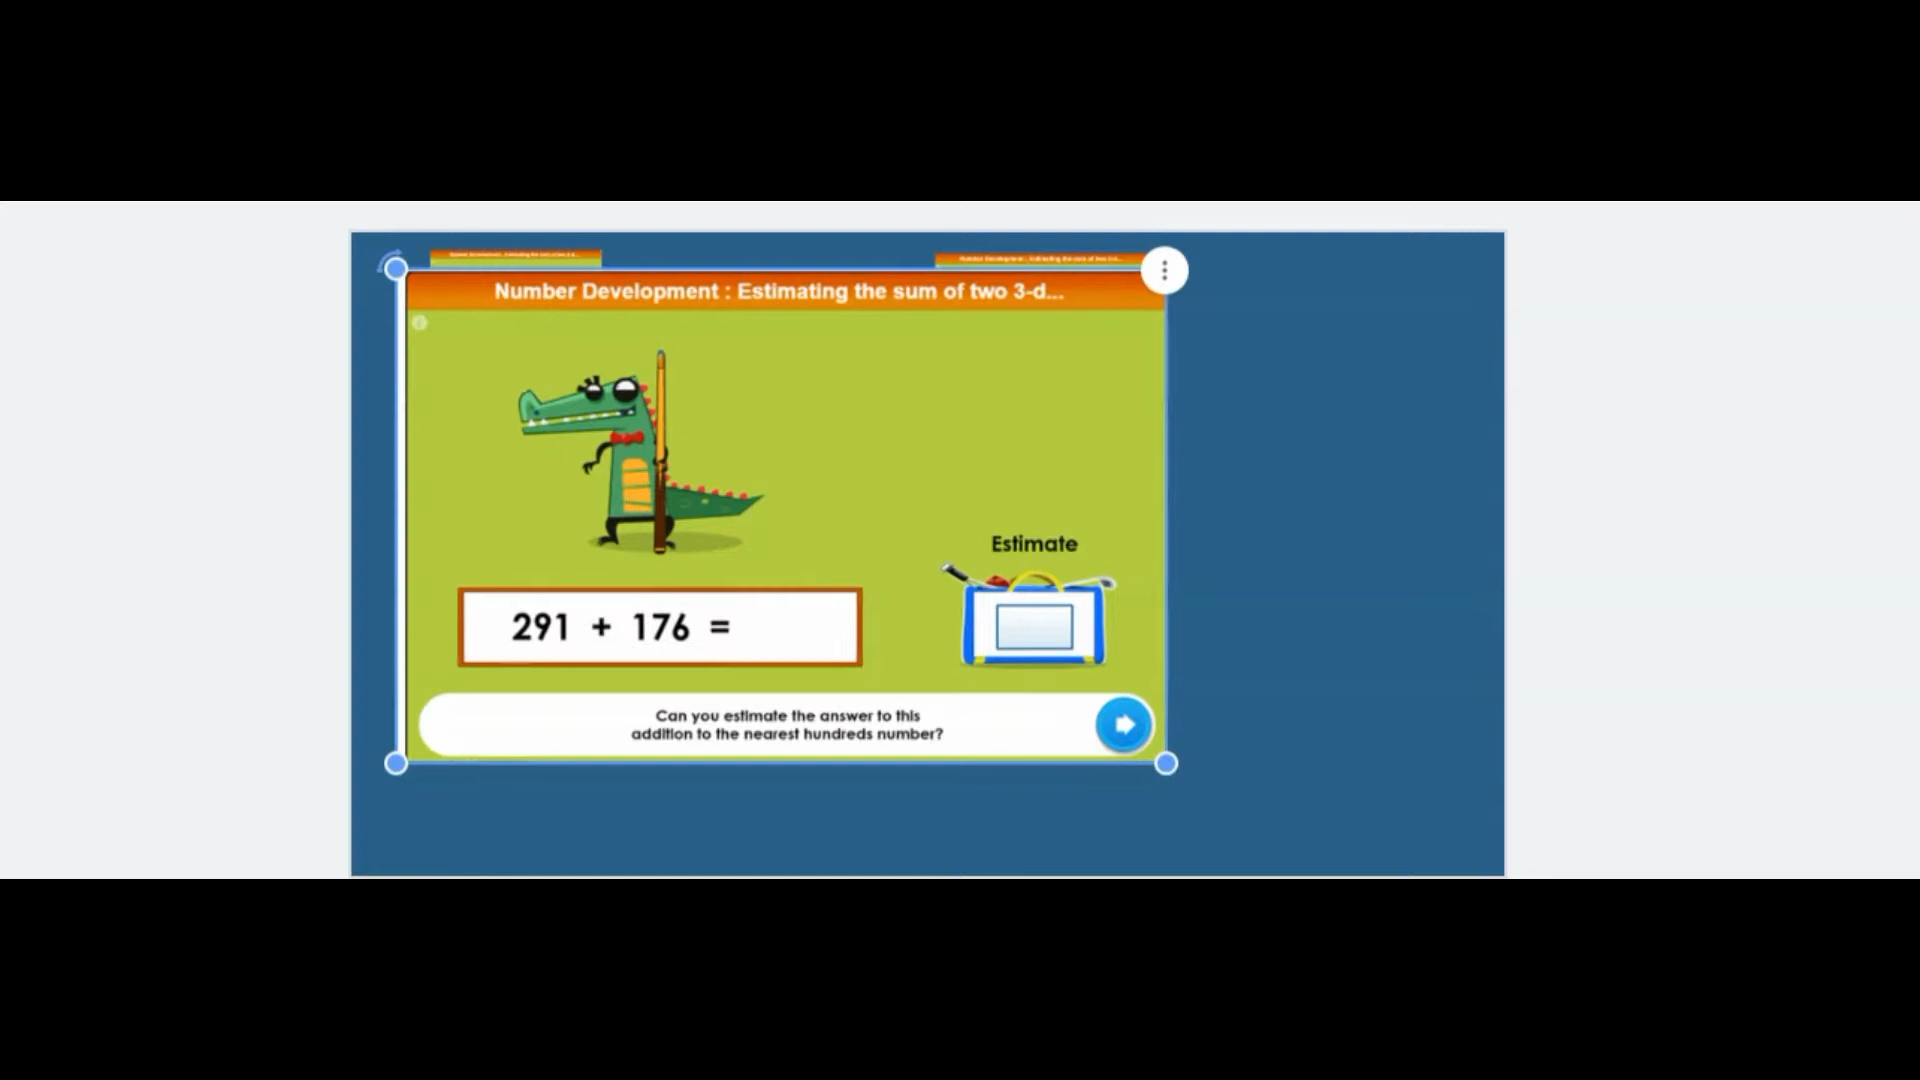 Number Development : Estimating the sum of two 3-d...
Estimate
291 + 176 =
Can you estimate the answer to this
addition to the nearest hundreds number?